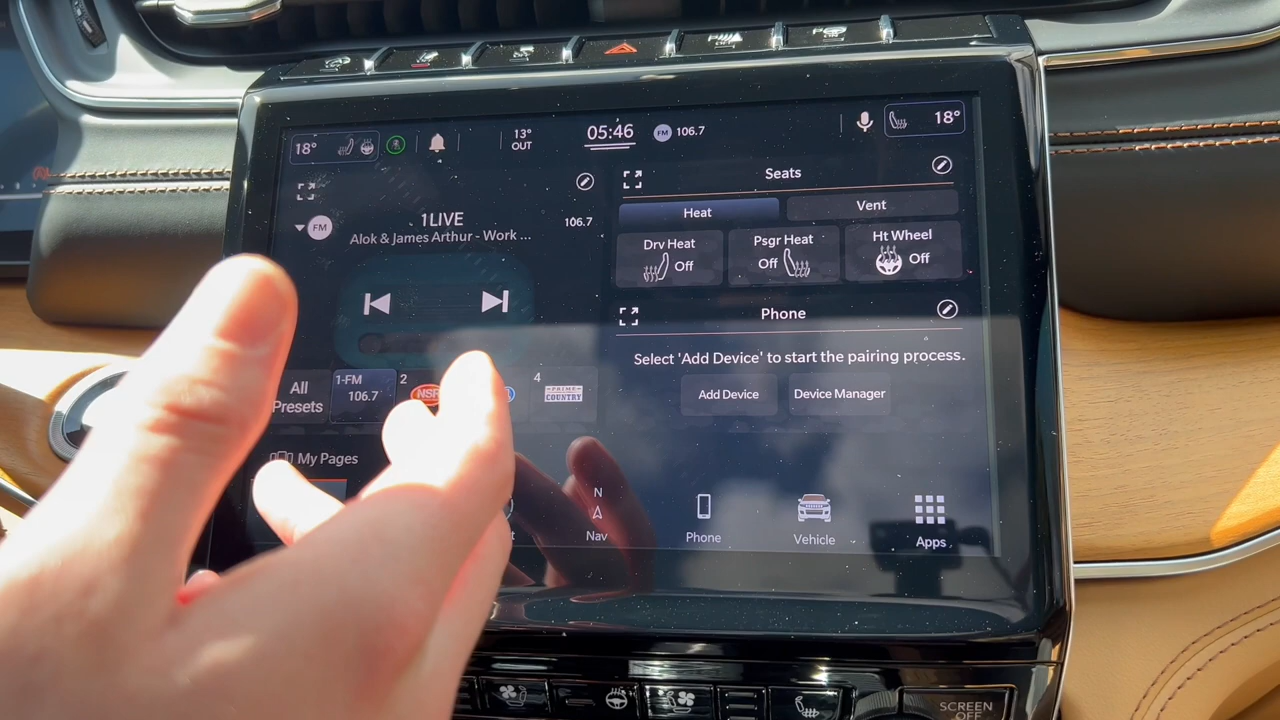 18°
13°
OUT
05:46
FM
106.7
18°
Seats
FM
1LIVE
106.7
Alok & James Arthur - Work ...
Heat
Vent
Drv Heat
Off
Psgr Heat
Off
Ht Wheel
Off
Phone
Select 'Add Device' to start the pairing process.
Add Device
Device Manager
All
Presets
1-FM
106.7
2
4
PRIME
COUNTRY
My Pages
N
Nav
Phone
Vehicle
Apps
SCREEN
OFF